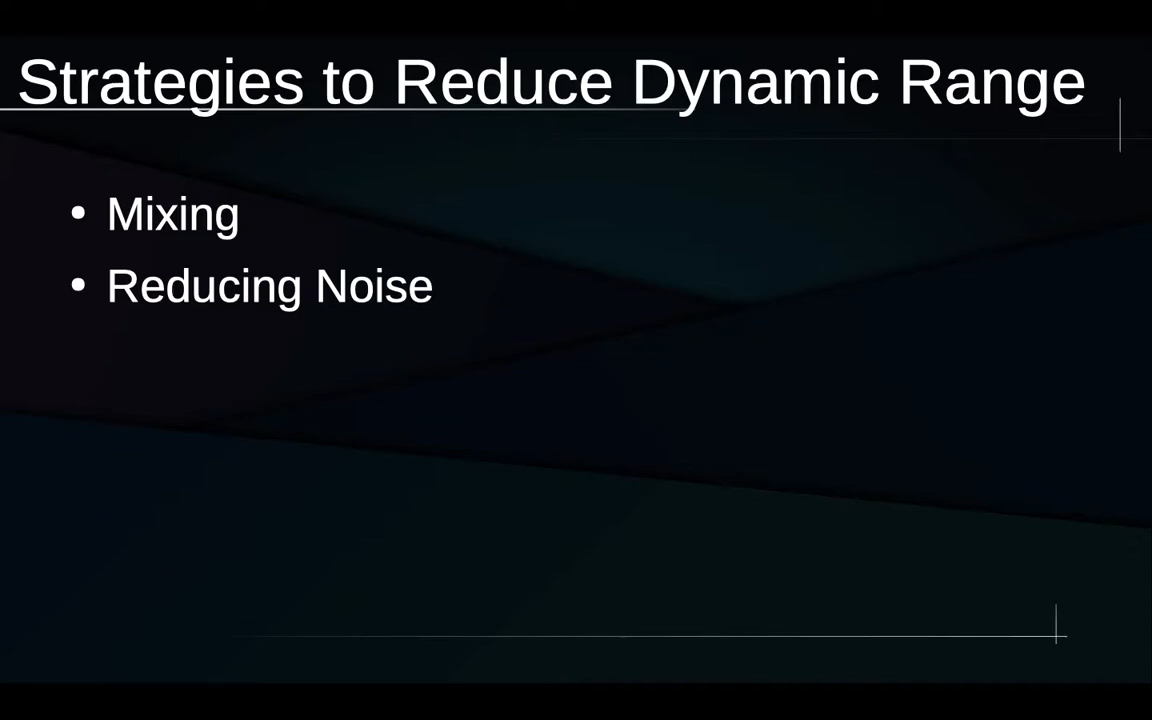 Strategies to Reduce Dynamic Range
• Mixing
• Reducing Noise